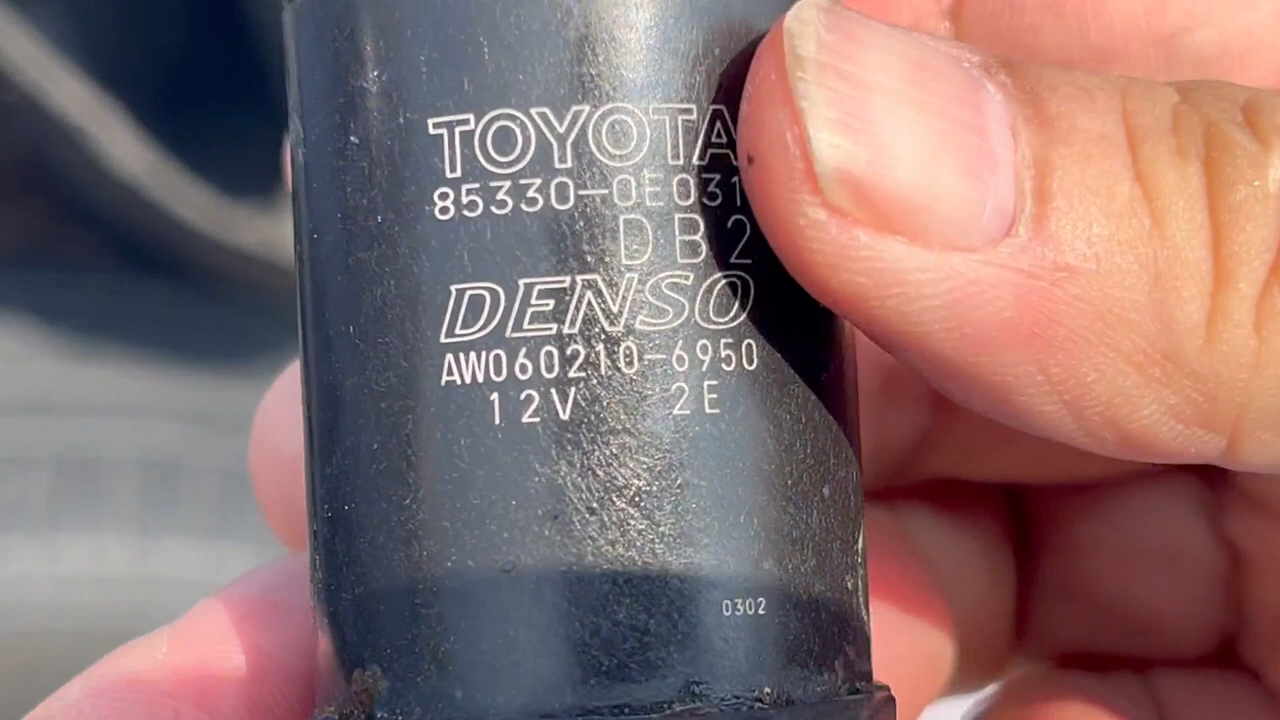 TOYOTA
85330-0E031
DB2
DENSO
AW060210-6950
12V 2E
0302